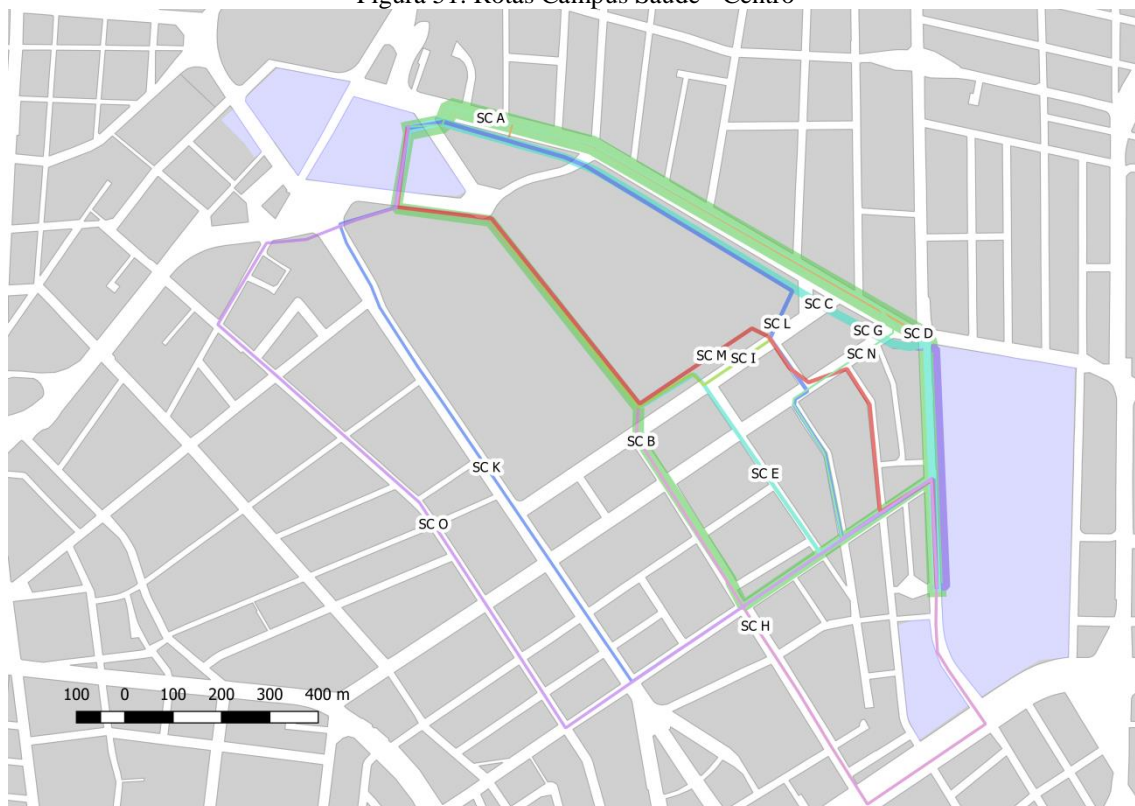 Figura 31: Rotas Campus Saúde - Centro
SC A
SC C
SC L
SC G
SC D
SC M
SC I
SC N
SC B
SC K
SC E
SC O
SC H
100 0 100 200 300 400 m